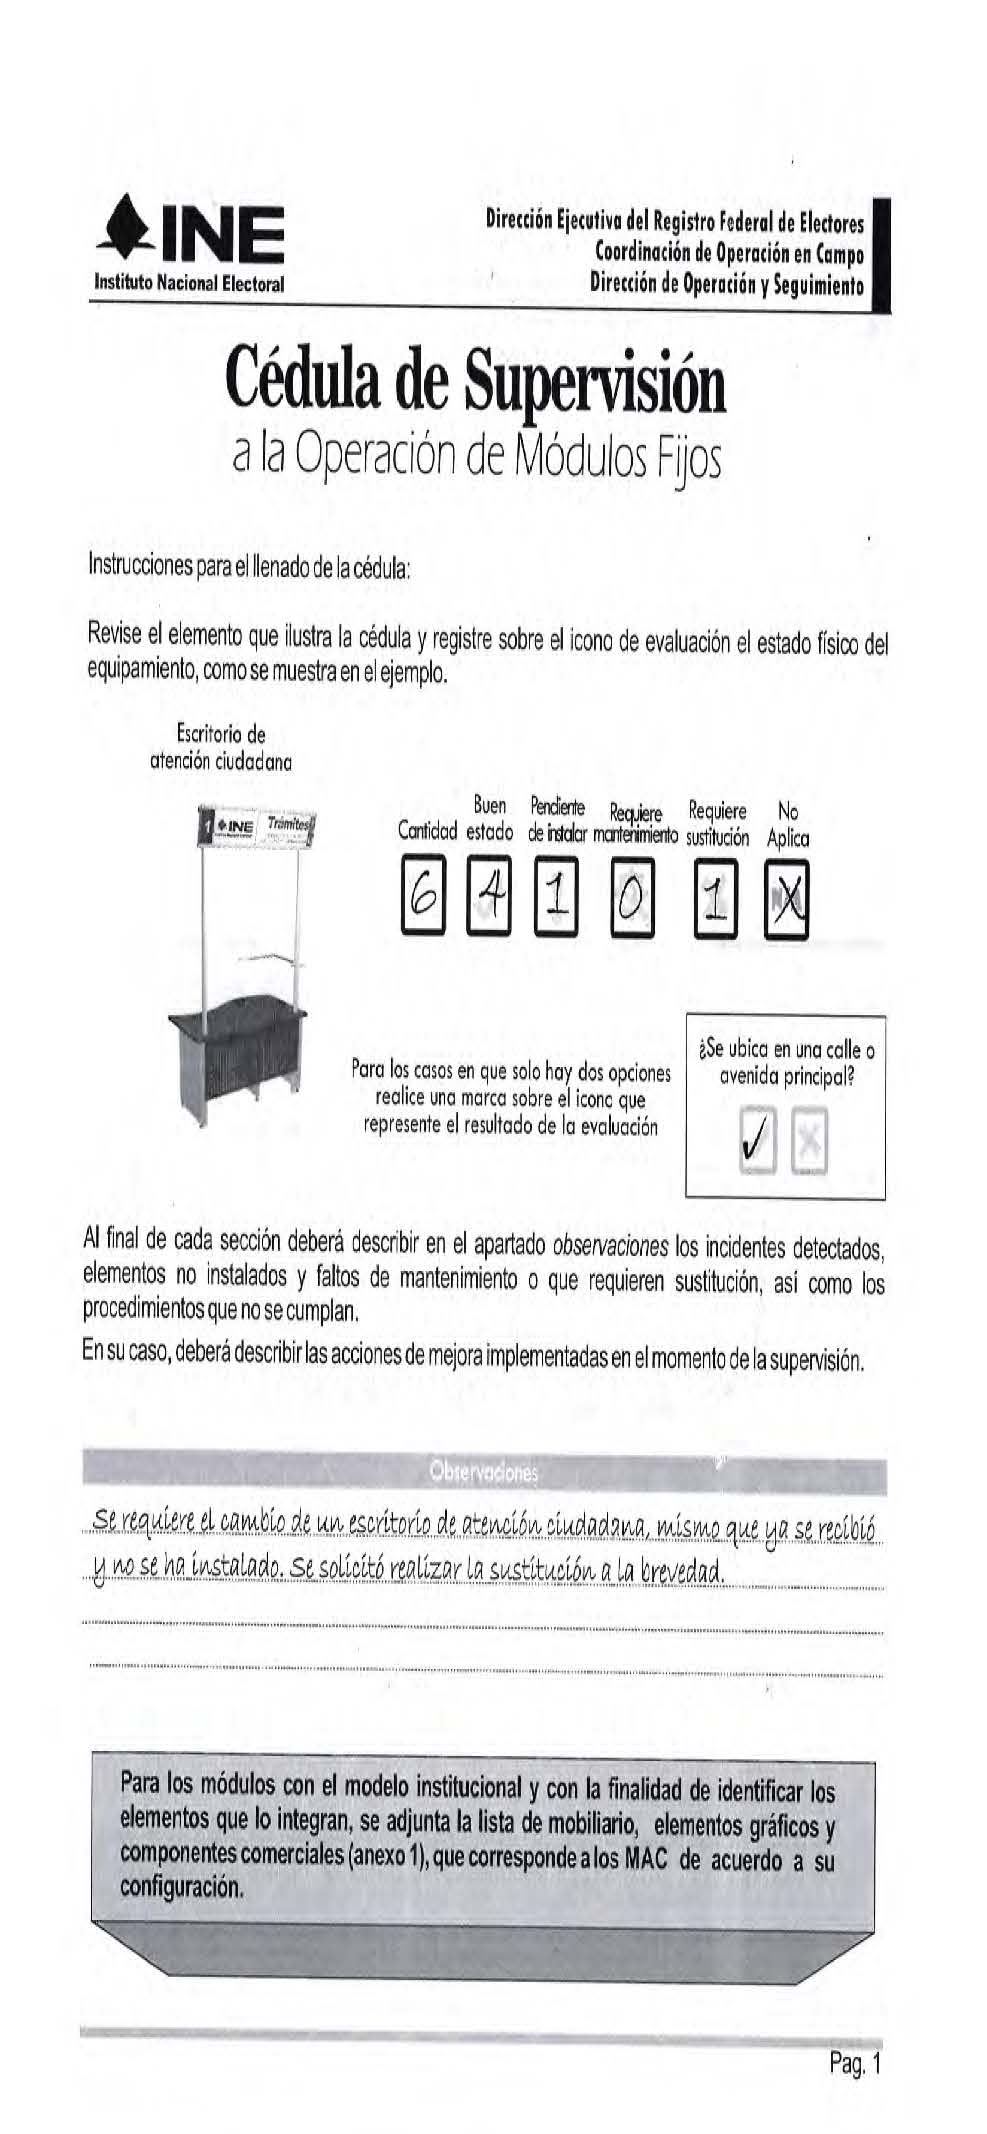 INE
Instituto Nacional Electoral
Dirección Ejecutiva del Registro Federal de Electores
Coordinación de Operación en Campo
Dirección de Operación y Seguimiento
Cédula de Supervisión
a la Operación de Módulos Fijos
Instrucciones para el llenado de la cédula:
Revise el elemento que ilustra la cédula y registre sobre el icono de evaluación el estado físico del
equipamiento, como se muestra en el ejemplo.
Escritorio de
atención ciudadana
1 INE Trámites
Cantidad Buen estado Pendiente de instalar Requiere mantenimiento Requiere sustitución No Aplica
6 4 1 0 1 X
Para los casos en que solo hay dos opciones
realice una marca sobre el icono que
represente el resultado de la evaluación
¿Se ubica en una calle o
avenida principal?
Al final de cada sección deberá describir en el apartado observaciones los incidentes detectados,
elementos no instalados y faltos de mantenimiento o que requieren sustitución, así como los
procedimientos que no se cumplan.
En su caso, deberá describir las acciones de mejora implementadas en el momento de la supervisión.
Observaciones
Se requiere el cambio de un escritorio de atención ciudadana, mismo que ya se recibió
y no se ha instalado. Se solicitó realizar la sustitución a la brevedad.
Para los módulos con el modelo institucional y con la finalidad de identificar los
elementos que lo integran, se adjunta la lista de mobiliario, elementos gráficos y
componentes comerciales (anexo 1), que corresponde a los MAC de acuerdo a su
configuración.
Pag. 1